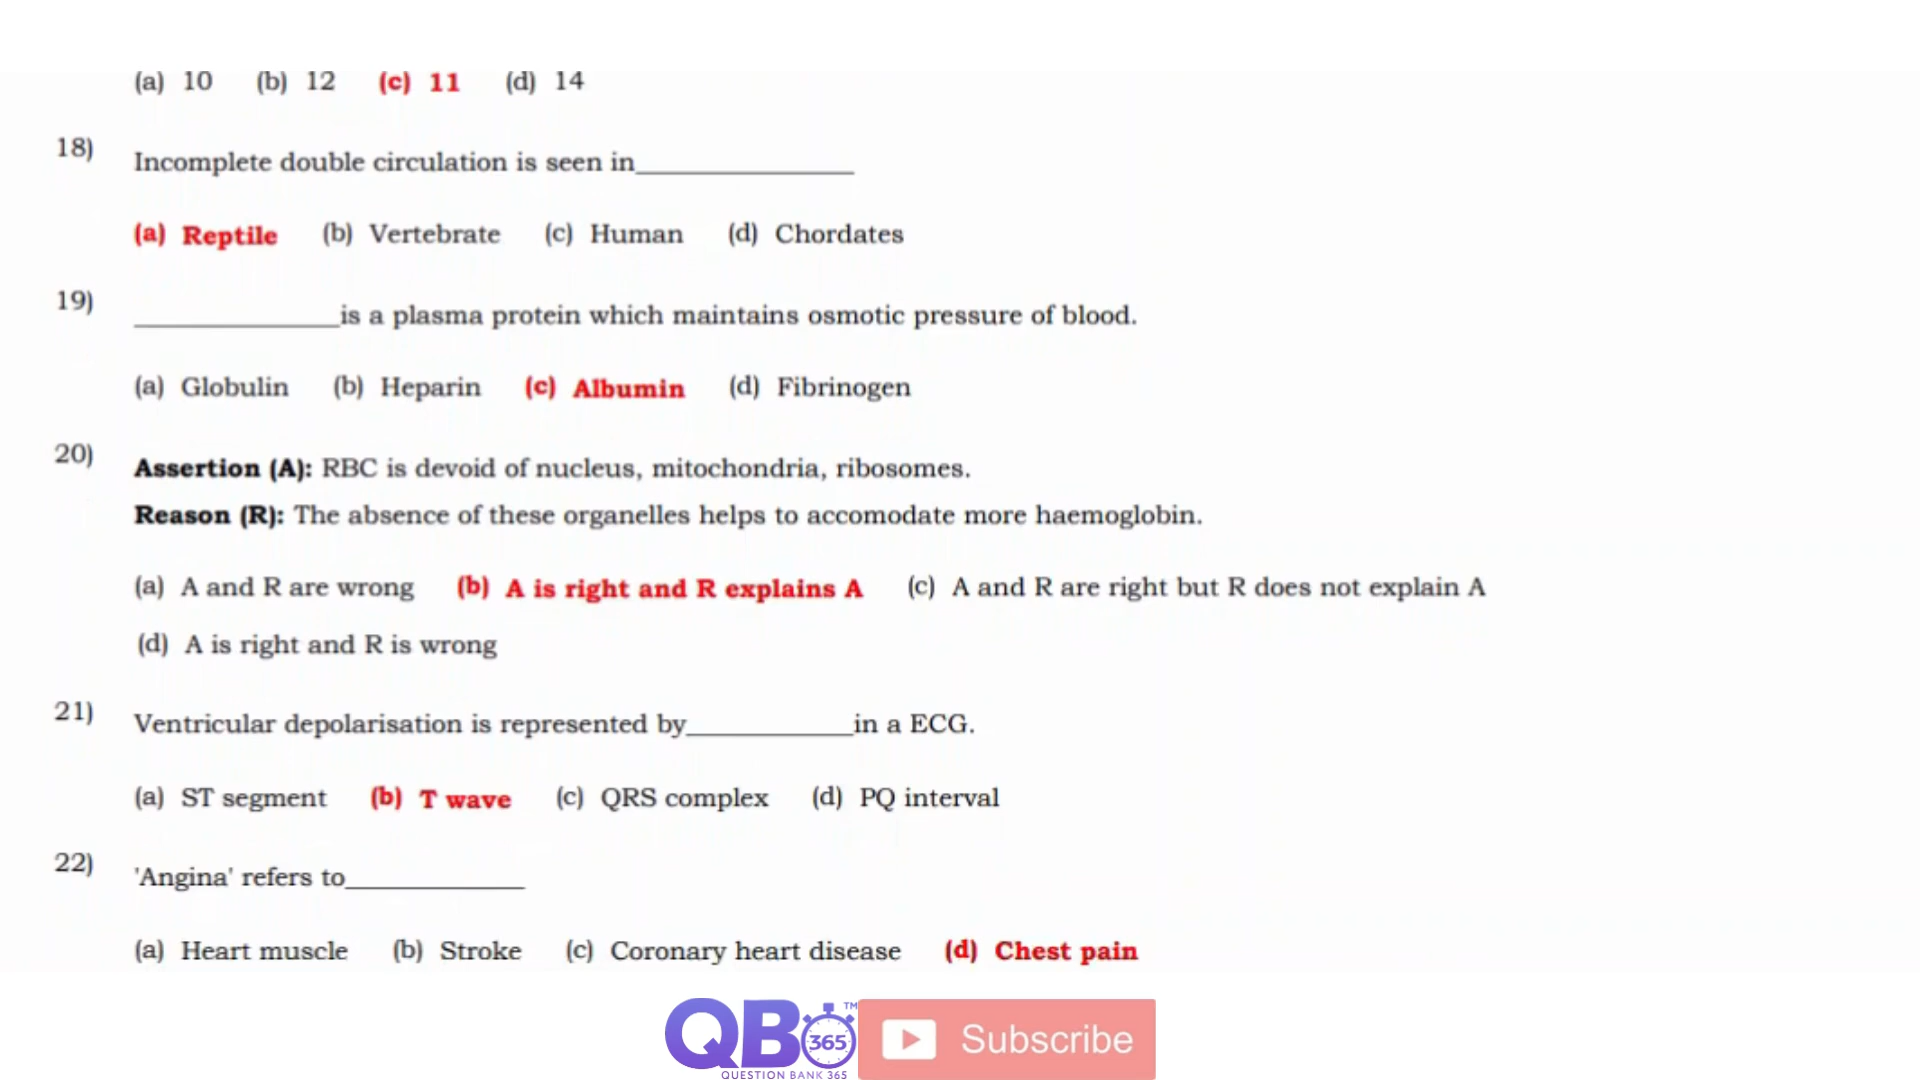 (a) 10 (b) 12 (c) 11 (d) 14
18) Incomplete double circulation is seen in_______________
(a) Reptile (b) Vertebrate (c) Human (d) Chordates
19) ______________is a plasma protein which maintains osmotic pressure of blood.
(a) Globulin (b) Heparin (c) Albumin (d) Fibrinogen
20) Assertion (A): RBC is devoid of nucleus, mitochondria, ribosomes.
Reason (R): The absence of these organelles helps to accomodate more haemoglobin.
(a) A and R are wrong (b) A is right and R explains A (c) A and R are right but R does not explain A
(d) A is right and R is wrong
21) Ventricular depolarisation is represented by___________in a ECG.
(a) ST segment (b) T wave (c) QRS complex (d) PQ interval
22) 'Angina' refers to____________
(a) Heart muscle (b) Stroke (c) Coronary heart disease (d) Chest pain
QB 365 TM
QUESTION BANK 365
Subscribe